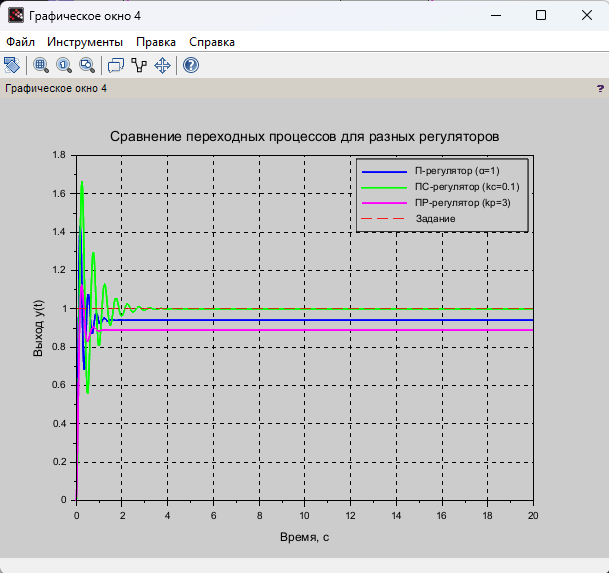 Графическое окно 4
Файл Инструменты Правка Справка
Графическое окно 4 ?
Сравнение переходных процессов для разных регуляторов
П-регулятор (α=1)
ПС-регулятор (kc=0.1)
ПР-регулятор (kp=3)
Задание
Выход y(t)
1.8
1.6
1.4
1.2
1
0.8
0.6
0.4
0.2
0
0 2 4 6 8 10 12 14 16 18 20
Время, с